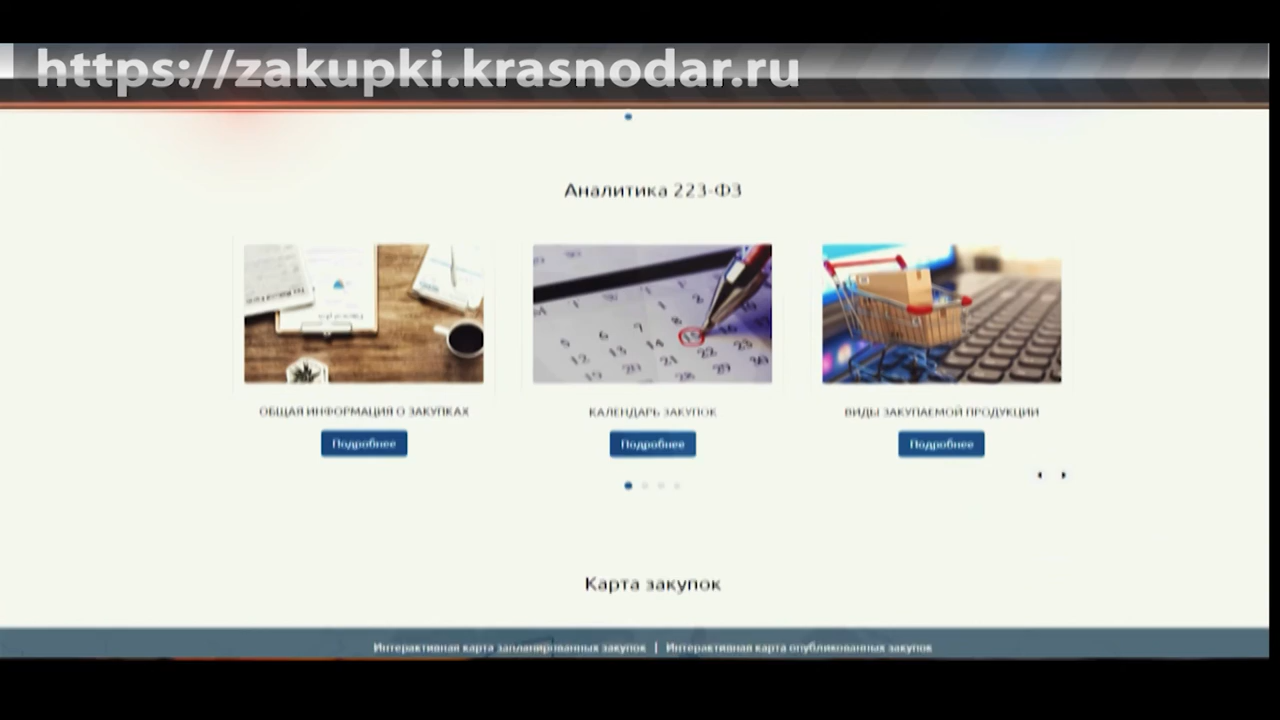 https://zakupki.krasnodar.ru
Аналитика 223-ФЗ
ОБЩАЯ ИНФОРМАЦИЯ О ЗАКУПКАХ
КАЛЕНДАРЬ ЗАКУПОК
ВИДЫ ЗАКУПАЕМОЙ ПРОДУКЦИИ
Подробнее
Подробнее
Подробнее
Карта закупок
Интерактивная карта запланированных закупок | Интерактивная карта опубликованных закупок